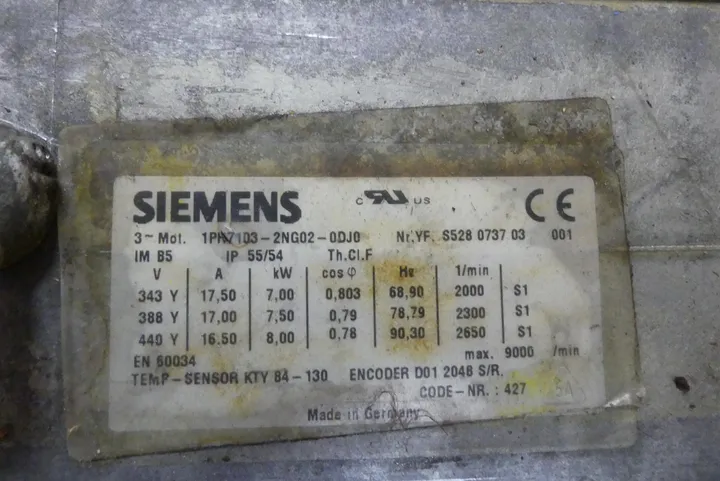 SIEMENS
c RU US CE
3~ Mot. 1PH7103-2NG02-0DJ0 Nr.YF. S528 0737 03 001
IM B5 IP 55/54 Th.Cl.F
V A kW cos φ Hz 1/min
343 Y 17,50 7,00 0,803 68,90 2000 S1
388 Y 17,00 7,50 0,79 78,79 2300 S1
440 Y 16.50 8,00 0,78 90,30 2650 S1
EN 60034 max. 9000 /min
TEMP-SENSOR KTY 84-130 ENCODER D01 2048 S/R.
CODE-NR.: 427 5A
Made in Germany